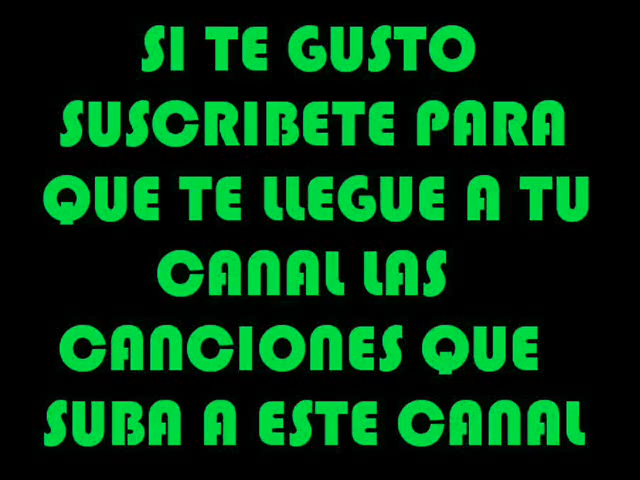 SI TE GUSTO
SUSCRIBETE PARA
QUE TE LLEGUE A TU
CANAL LAS
CANCIONES QUE
SUBA A ESTE CANAL